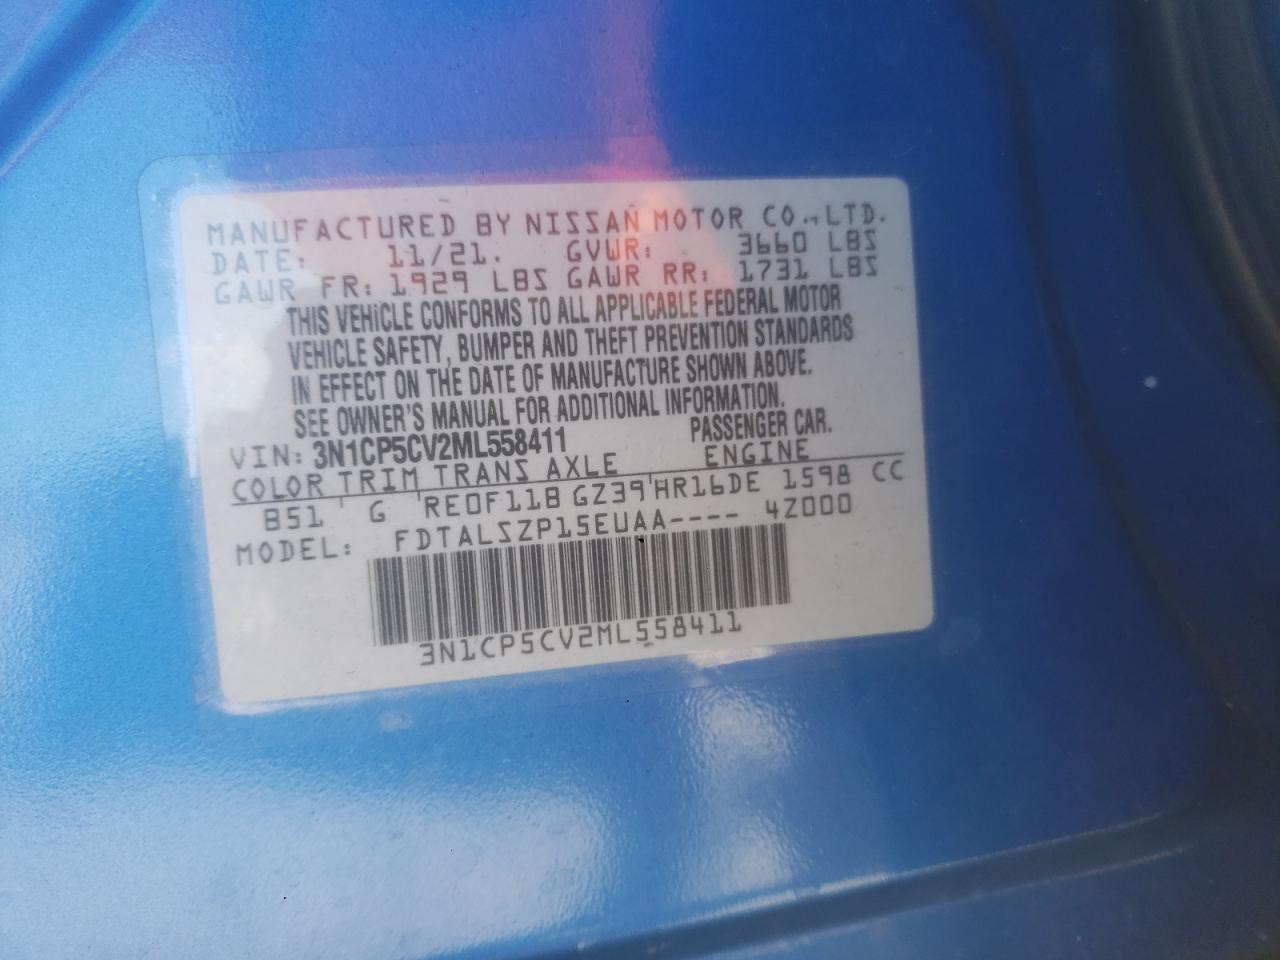 MANUFACTURED BY NISSAN MOTOR CO.,LTD.
DATE: 11/21. GVWR: 3660 LBS
GAWR FR: 1929 LBS GAWR RR: 1731 LBS
THIS VEHICLE CONFORMS TO ALL APPLICABLE FEDERAL MOTOR
VEHICLE SAFETY, BUMPER AND THEFT PREVENTION STANDARDS
IN EFFECT ON THE DATE OF MANUFACTURE SHOWN ABOVE.
SEE OWNER'S MANUAL FOR ADDITIONAL INFORMATION.
VIN: 3N1CP5CV2ML558411 PASSENGER CAR.
COLOR TRIM TRANS AXLE ENGINE
B51 G RE0F11B GZ39 HR16DE 1598 CC
MODEL: FDTALSZP15EUAA---- 4Z000
3N1CP5CV2ML558411